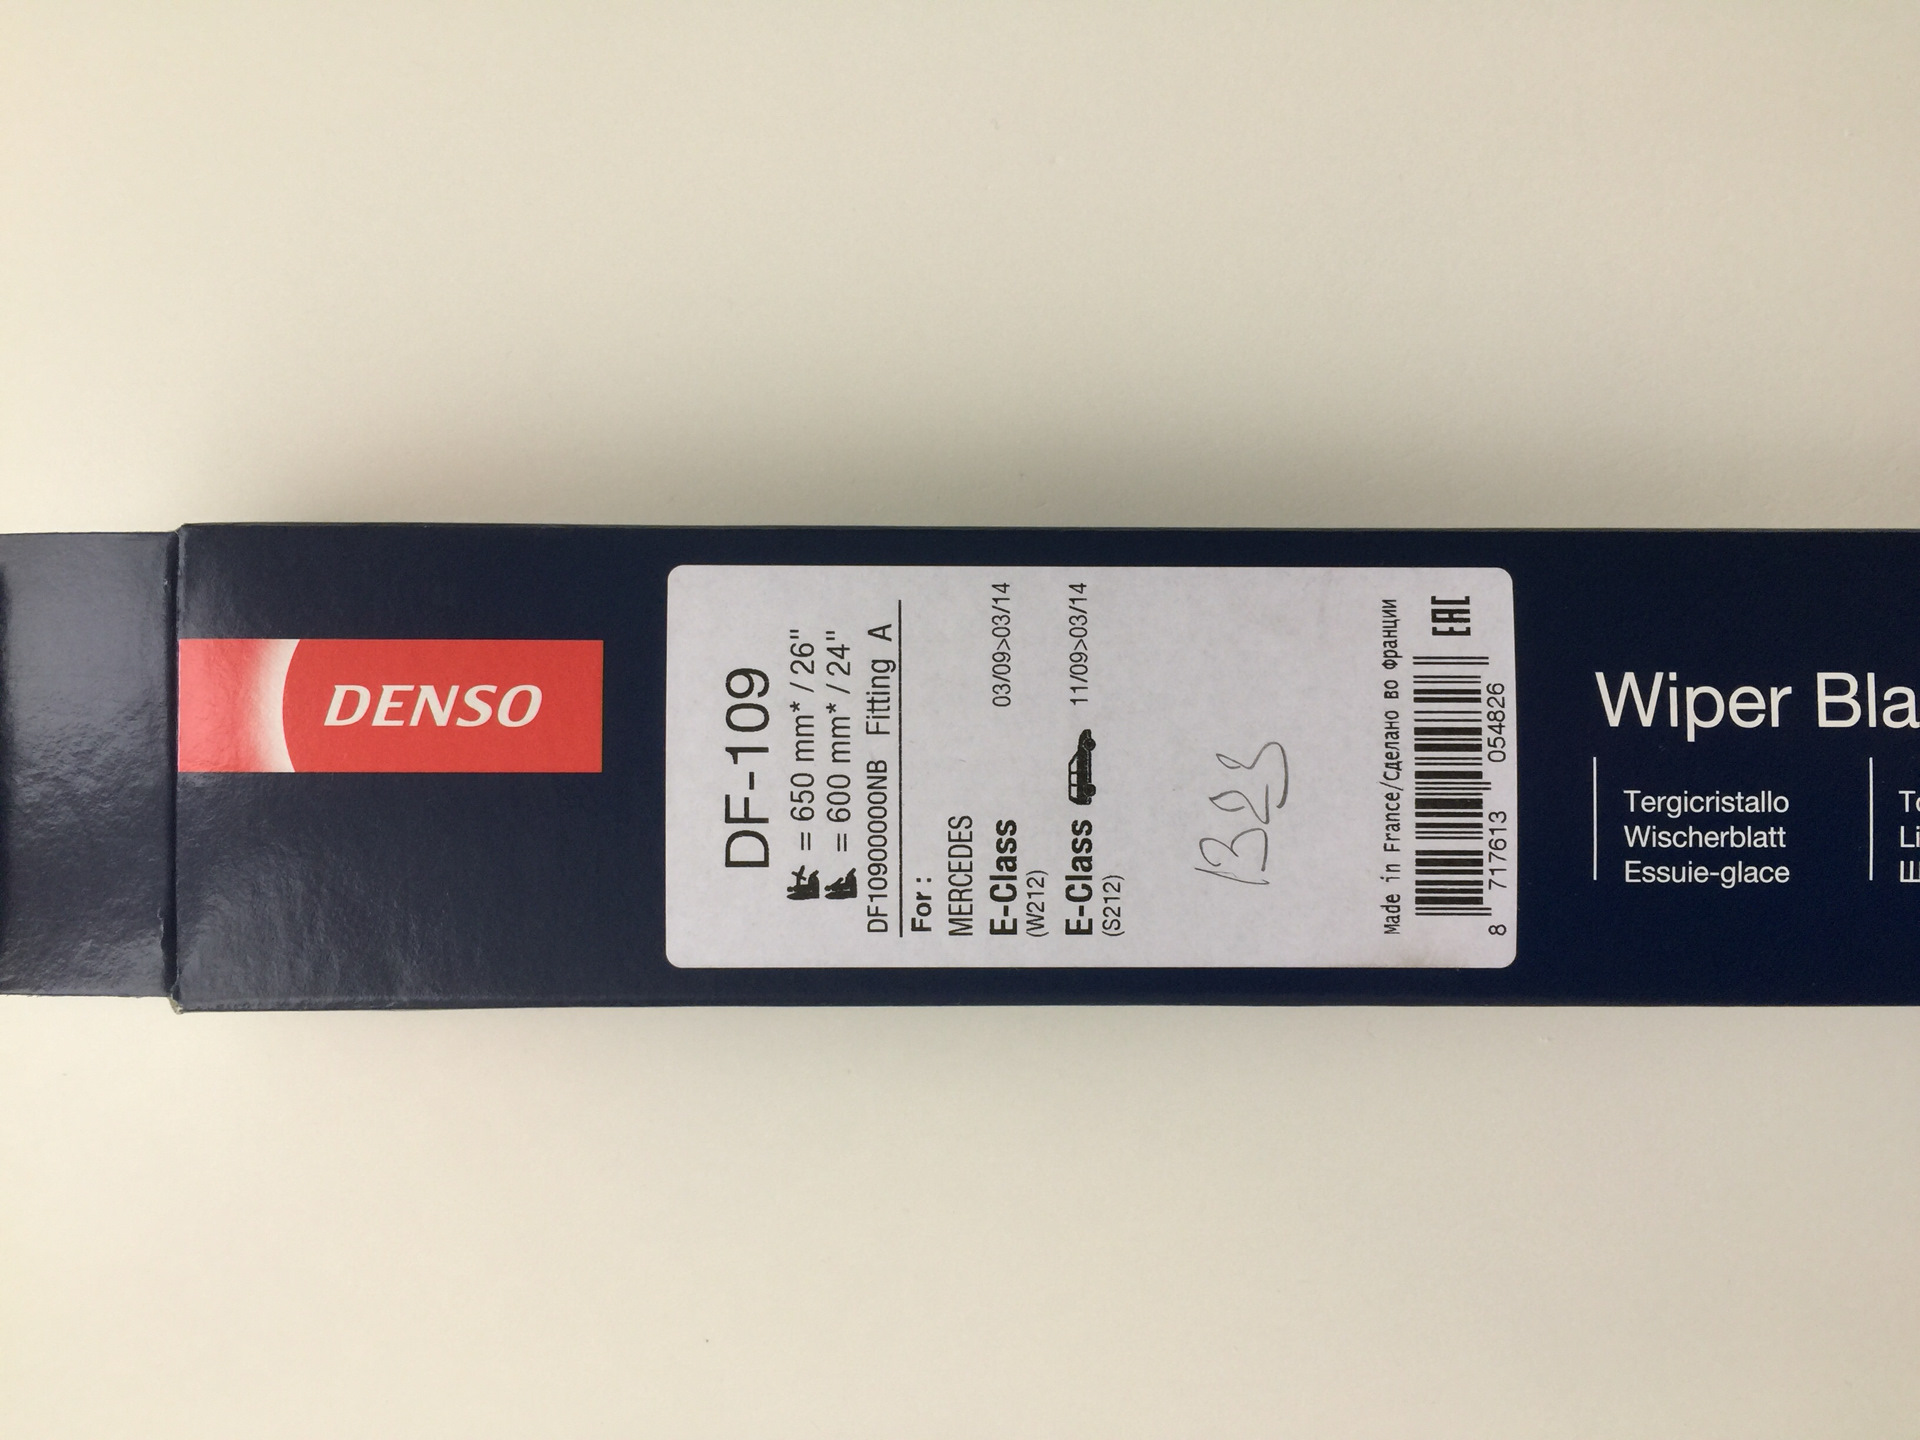 DENSO
DF-109
= 650 mm* / 26"
= 600 mm* / 24"
DF10900000NB Fitting A
For :
MERCEDES
E-Class 03/09>03/14
(W212)
E-Class 11/09>03/14
(S212)
B23
Made in France/Сделано во Франции
EAC
8 717613 054826
Wiper Bla
Tergicristallo
Wischerblatt
Essuie-glace